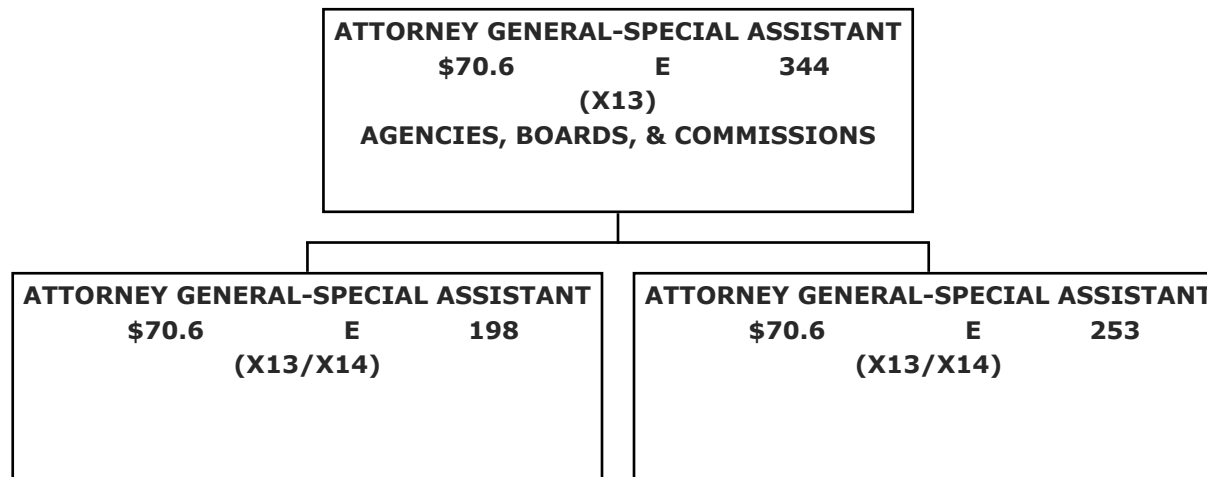 ATTORNEY GENERAL-SPECIAL ASSISTANT
$70.6 E 344
(X13)
AGENCIES, BOARDS, & COMMISSIONS
ATTORNEY GENERAL-SPECIAL ASSISTANT
$70.6 E 198
(X13/X14)
ATTORNEY GENERAL-SPECIAL ASSISTANT
$70.6 E 253
(X13/X14)